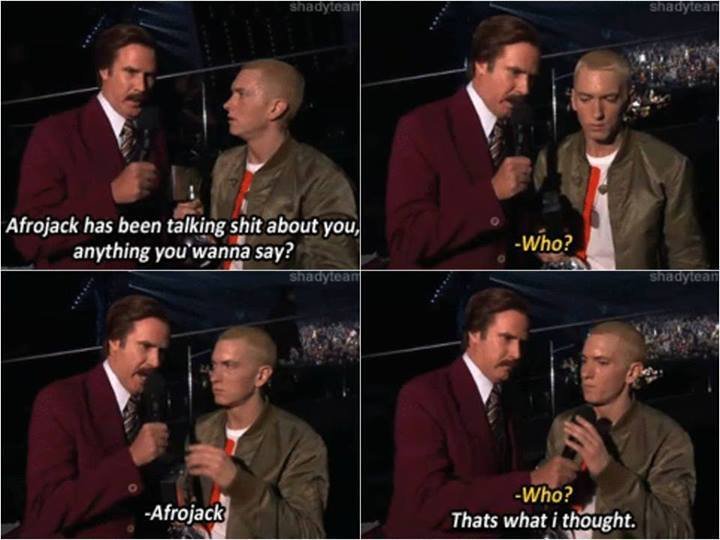 shadyteam
Afrojack has been talking shit about you,
anything you wanna say?
shadyteam
-Who?
shadyteam
-Afrojack
shadyteam
-Who?
Thats what i thought.